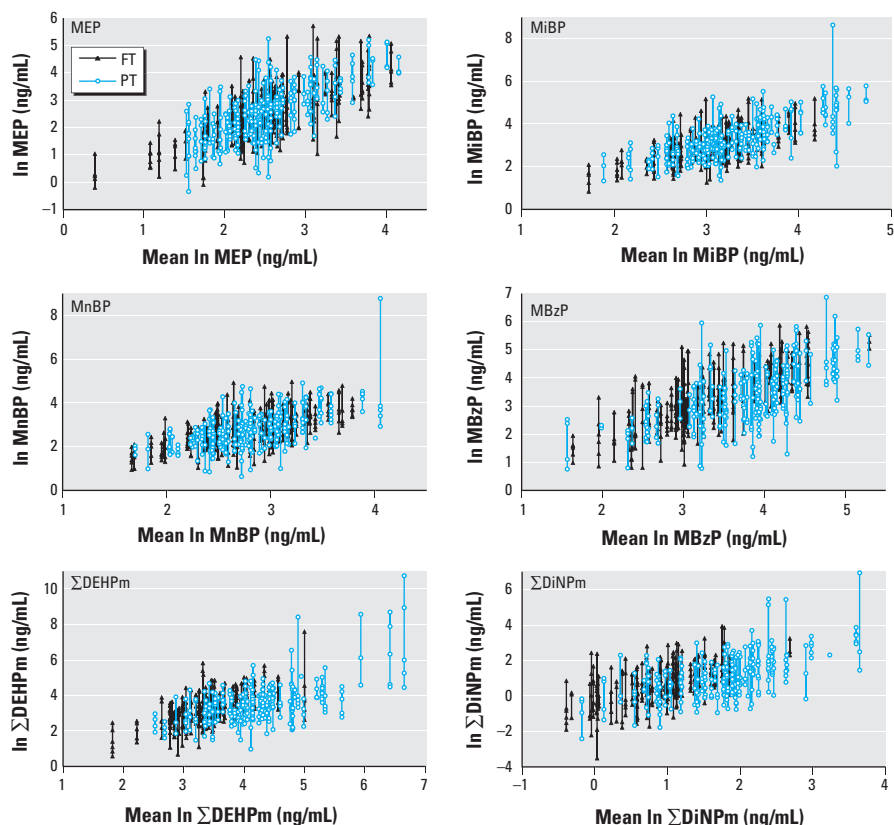 MEP
FT
PT
ln MEP (ng/mL)
6
5
4
3
2
1
0
–1
0 1 2 3 4
Mean ln MEP (ng/mL)
MiBP
ln MiBP (ng/mL)
8
6
4
2
0
1 2 3 4 5
Mean ln MiBP (ng/mL)
MnBP
ln MnBP (ng/mL)
8
6
4
2
0
1 2 3 4
Mean ln MnBP (ng/mL)
MBzP
ln MBzP (ng/mL)
7
6
5
4
3
2
1
0
1 2 3 4 5
Mean ln MBzP (ng/mL)
∑DEHPm
ln ∑DEHPm (ng/mL)
10
8
6
4
2
0
1 2 3 4 5 6 7
Mean ln ∑DEHPm (ng/mL)
∑DiNPm
ln ∑DiNPm (ng/mL)
6
4
2
0
–2
–4
–1 0 1 2 3 4
Mean ln ∑DiNPm (ng/mL)